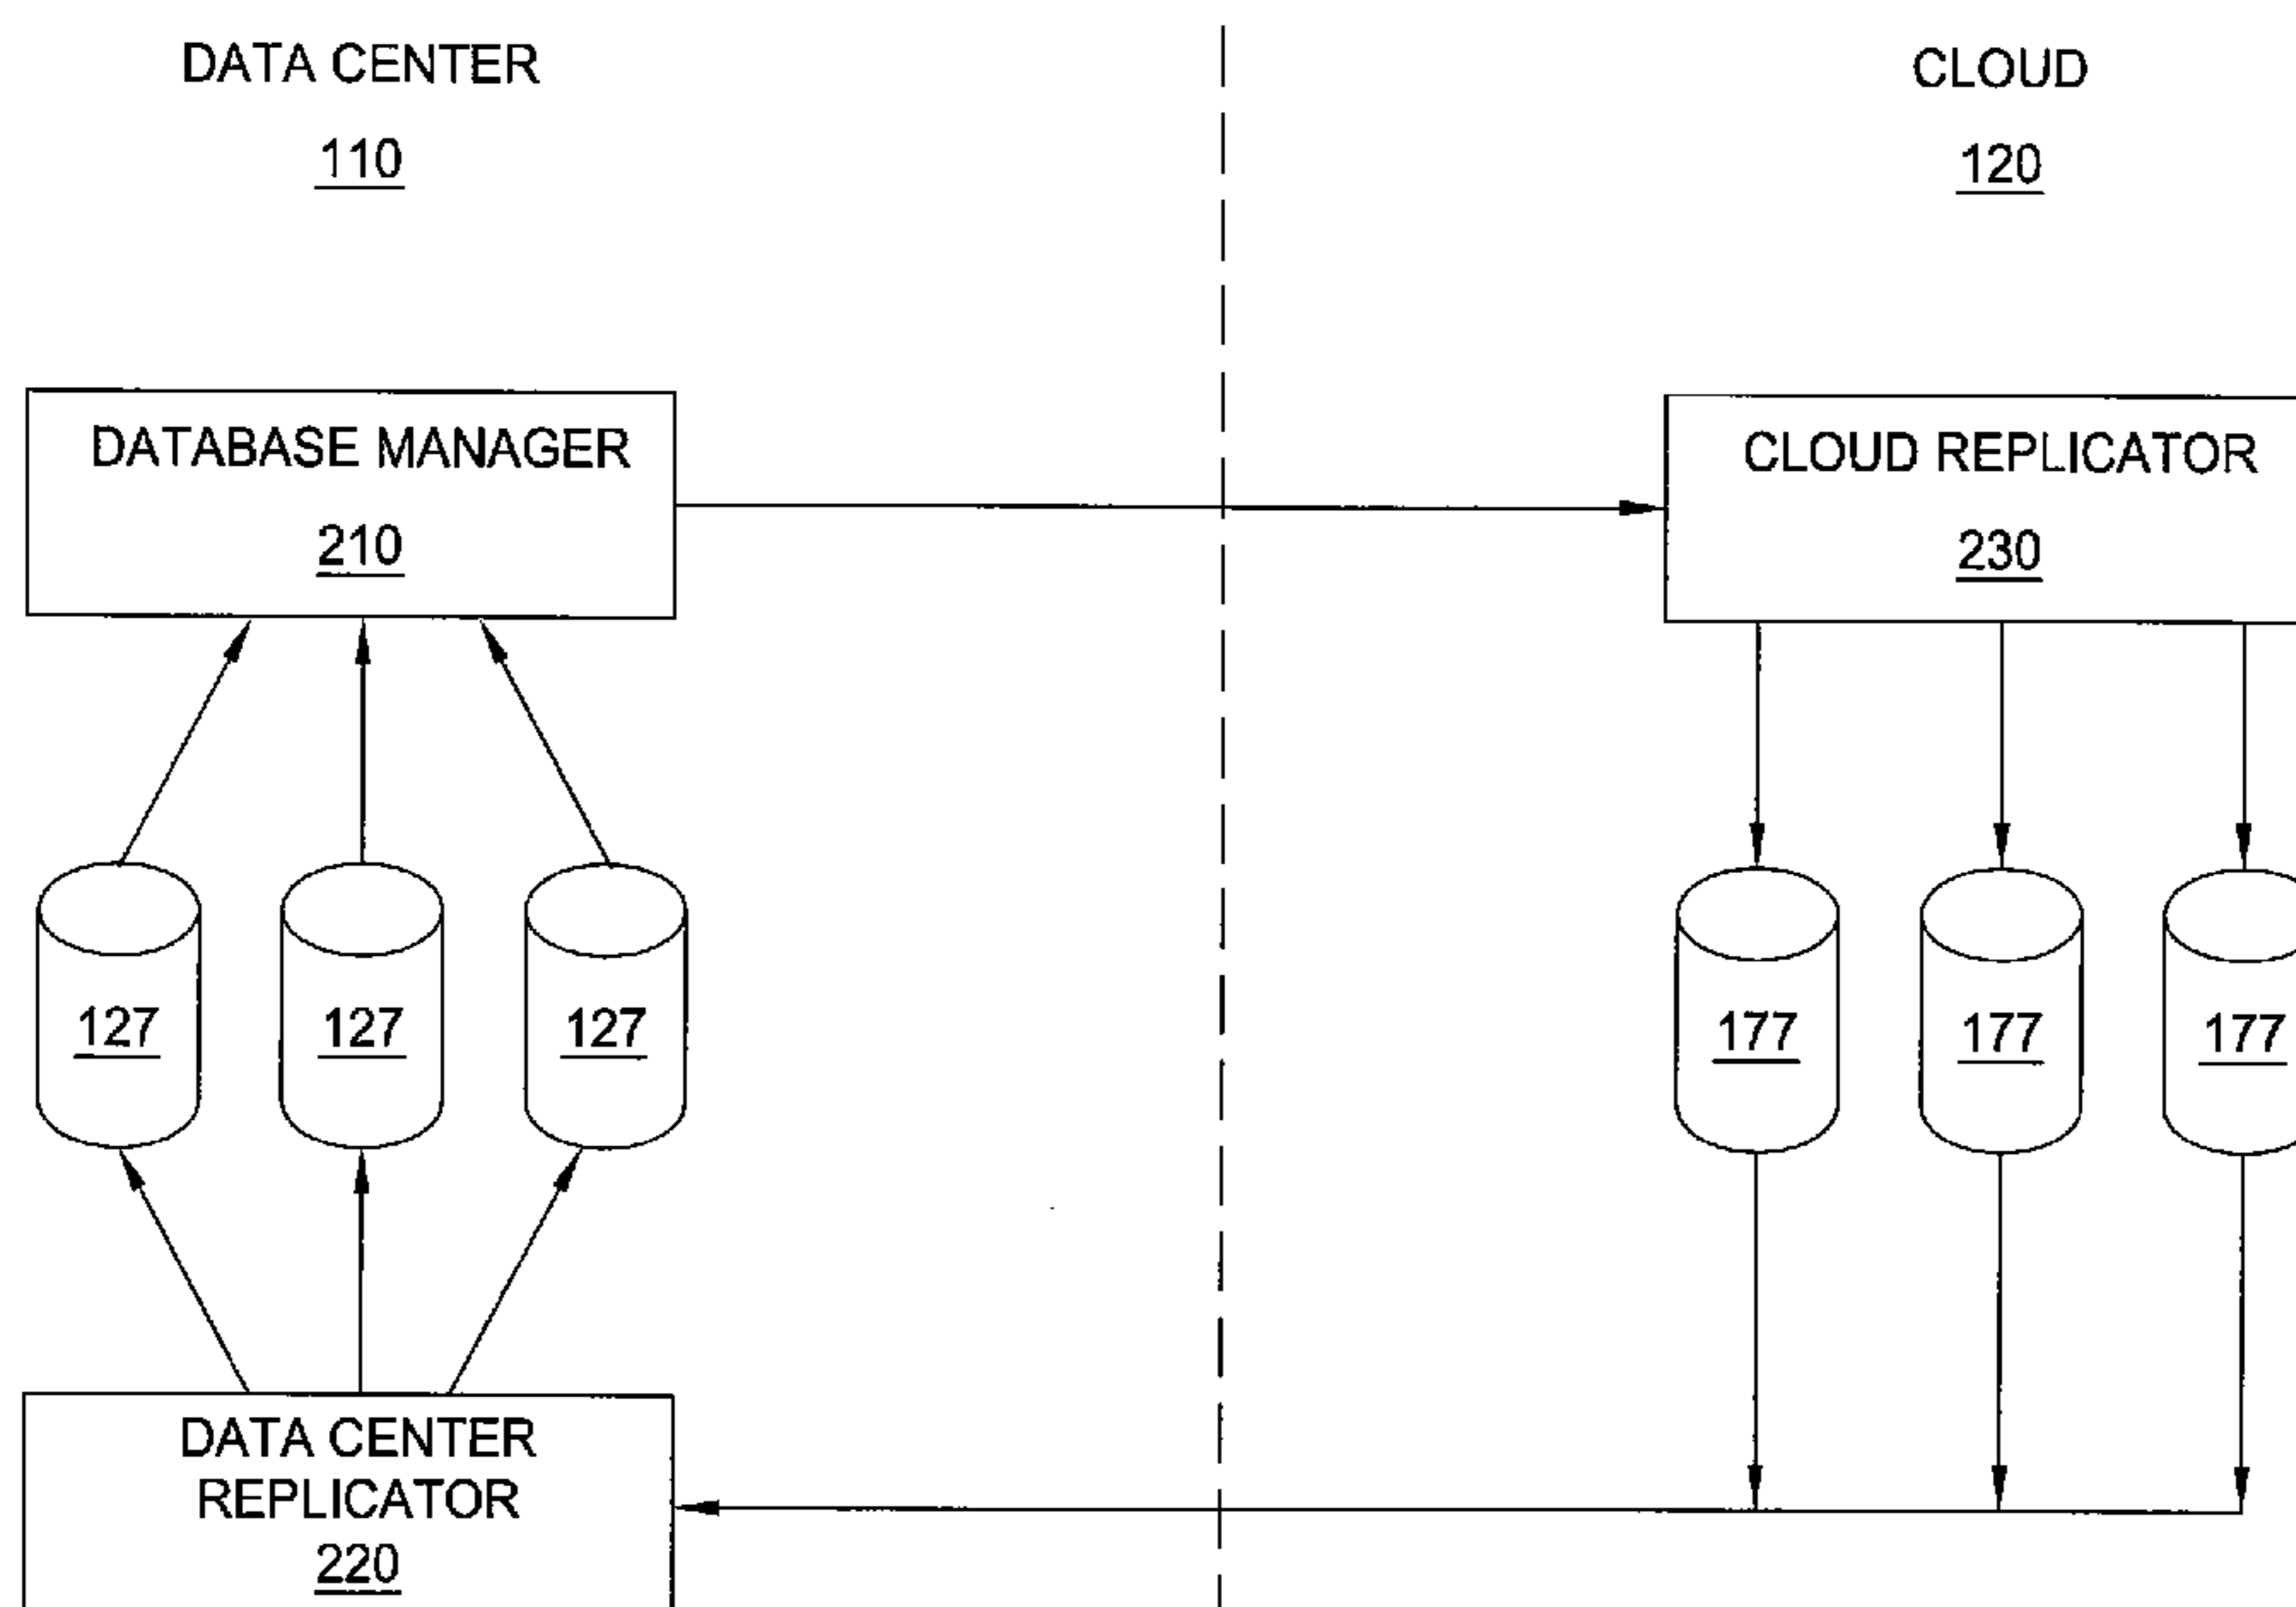 DATA CENTER
110
CLOUD
120
DATABASE MANAGER
210
CLOUD REPLICATOR
230
127
127
127
177
177
177
DATA CENTER
REPLICATOR
220